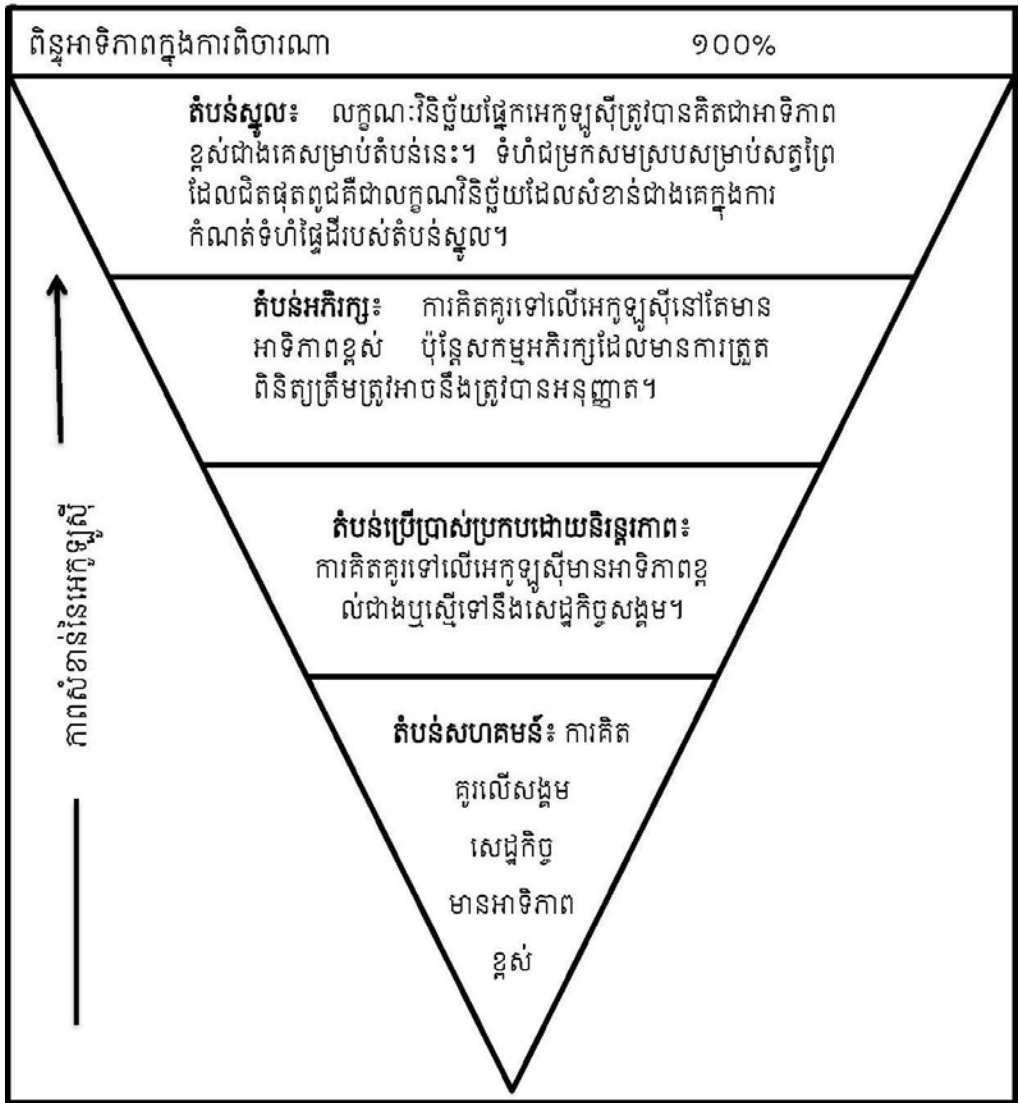 ពិន្ទុអាទិភាពក្នុងការពិចារណា ១០០%
តំបន់ស្នូល៖ លក្ខណៈវិនិច្ឆ័យផ្នែកអេកូឡូស៊ីត្រូវបានគិតជាអាទិភាព
ខ្ពស់ជាងគេសម្រាប់តំបន់នេះ។ ទំហំជម្រកសមស្របសម្រាប់សត្វព្រៃ
ដែលជិតផុតពូជគឺជាលក្ខណវិនិច្ឆ័យដែលសំខាន់ជាងគេក្នុងការ
កំណត់ទំហំផ្ទៃដីរបស់តំបន់ស្នូល។
តំបន់អភិរក្ស៖ ការគិតគូរទៅលើអេកូឡូស៊ីនៅតែមាន
អាទិភាពខ្ពស់ ប៉ុន្តែសកម្មអភិរក្សដែលមានការត្រួត
ពិនិត្យត្រឹមត្រូវអាចនឹងត្រូវបានអនុញ្ញាត។
តំបន់ប្រើប្រាស់ប្រកបដោយនិរន្តរភាព៖
ការគិតគូរទៅលើអេកូឡូស៊ីមានអាទិភាពខ្ព
ល់ជាងឬស្មើទៅនឹងសេដ្ឋកិច្ចសង្គម។
តំបន់សហគមន៍៖ ការគិត
គូរលើសង្គម
សេដ្ឋកិច្ច
មានអាទិភាព
ខ្ពស់
ភាពសំខាន់នៃអេកូឡូស៊ី